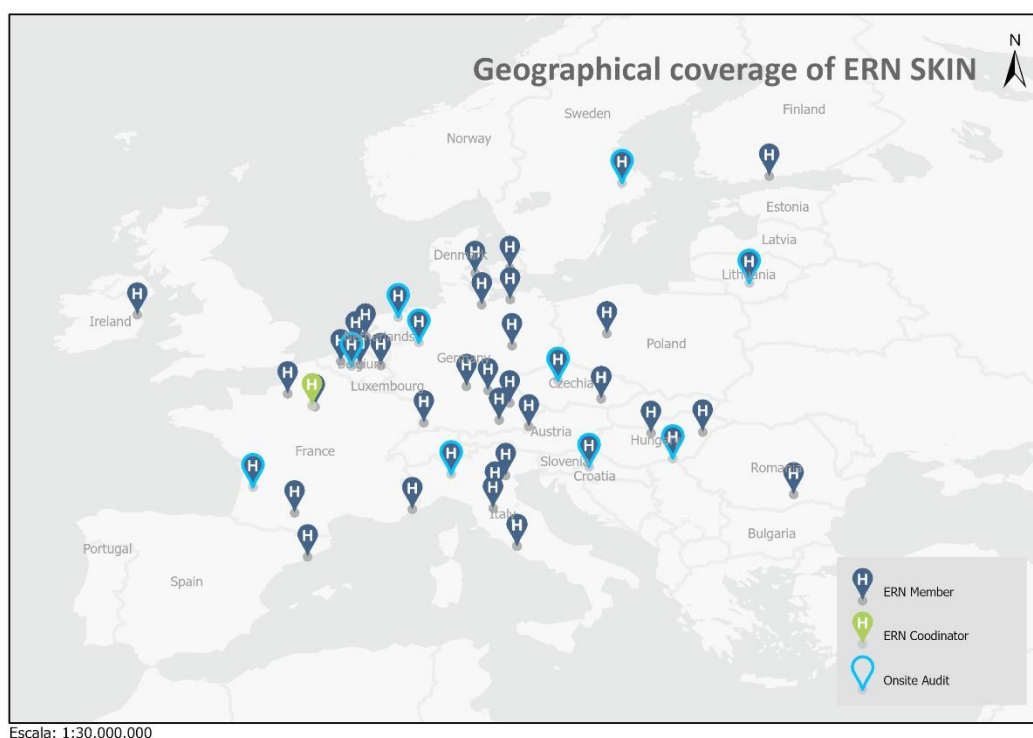 Geographical coverage of ERN SKIN
N
Finland
Sweden
Norway
Estonia
Latvia
Denmark
Lithuania
Ireland
Netherlands
Poland
Belgium
Germany
Czechia
Luxembourg
Austria
Hungary
France
Slovenia
Croatia
Romania
Italy
Bulgaria
Portugal
Spain
H ERN Member
H ERN Coodinator
Onsite Audit
Escala: 1:30.000.000